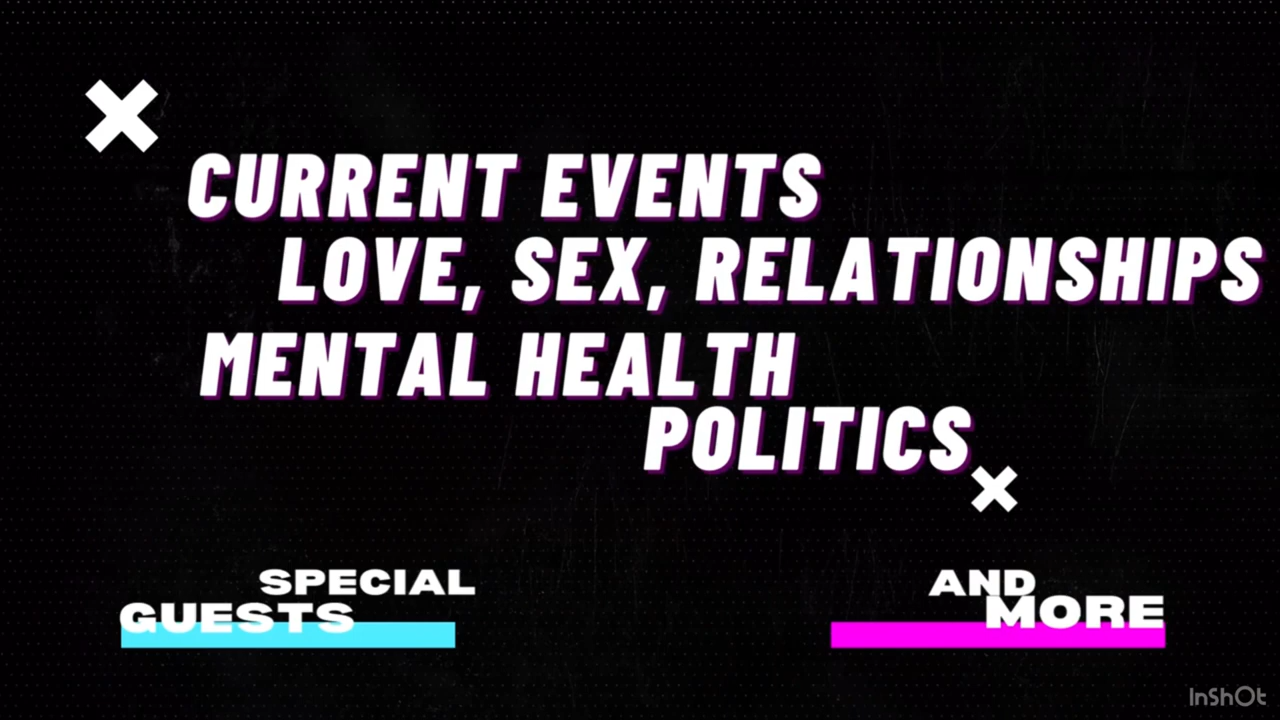 CURRENT EVENTS
LOVE, SEX, RELATIONSHIPS
MENTAL HEALTH
POLITICS
SPECIAL
GUESTS
AND
MORE
InShOt